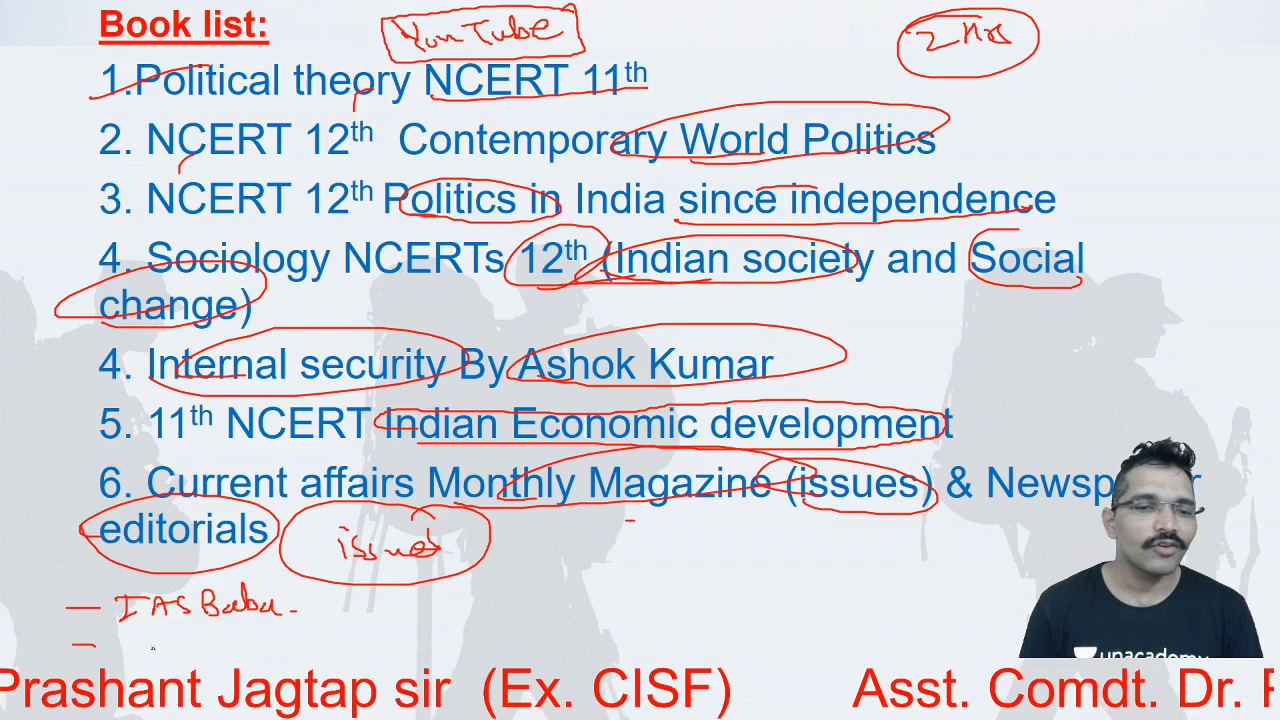 Book list:
YouTube
2 Hrs
1.Political theory NCERT 11th
2. NCERT 12th Contemporary World Politics
3. NCERT 12th Politics in India since independence
4. Sociology NCERTs 12th (Indian society and Social
change)
4. Internal security By Ashok Kumar
5. 11th NCERT Indian Economic development
6. Current affairs Monthly Magazine (issues) &
editorials
issues
— IAS Baba -
unacademy
Prashant Jagtap sir (Ex. CISF) Asst. Comdt. Dr.